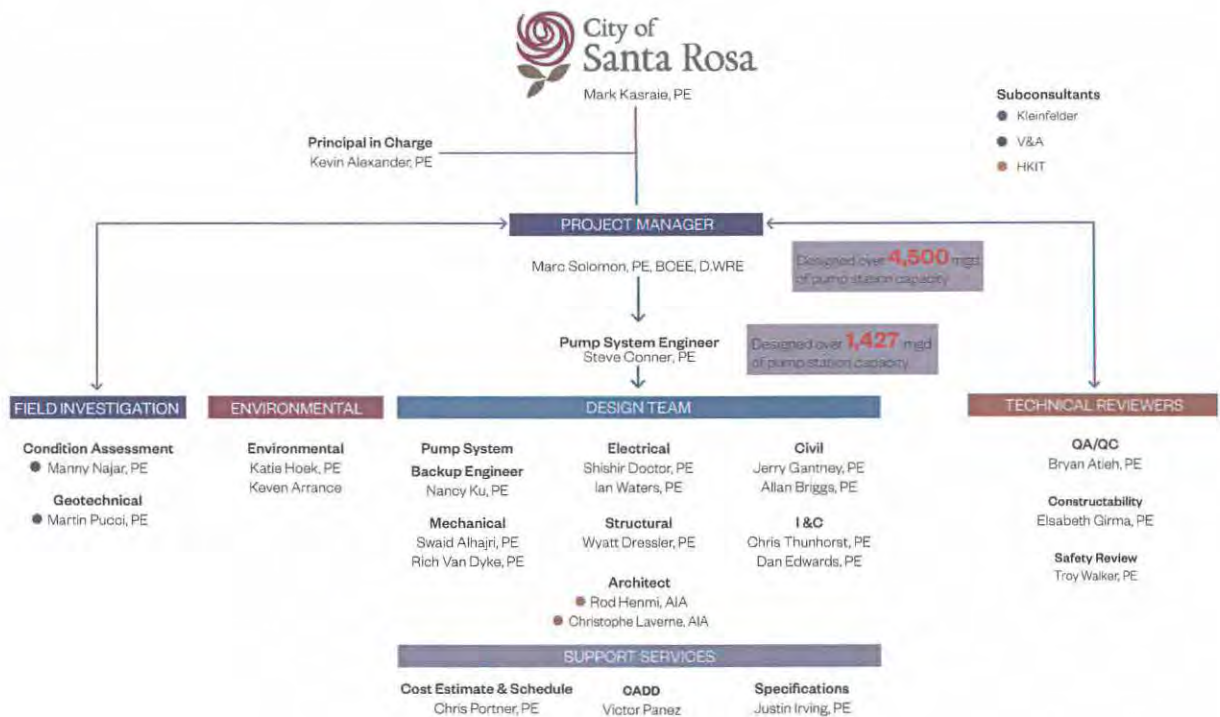 City of
Santa Rosa
Mark Kasraie, PE
Subconsultants
Kleinfelder
V&A
HKIT
Principal in Charge
Kevin Alexander, PE
PROJECT MANAGER
Marc Solomon, PE, BCEE, D.WRE
Designed over 4,500 mgd
of pump station capacity
Pump System Engineer
Steve Conner, PE
Designed over 1,427 mgd
of pump station capacity
FIELD INVESTIGATION
Condition Assessment
Manny Najar, PE
Geotechnical
Martin Pucci, PE
ENVIRONMENTAL
Environmental
Katie Hoek, PE
Keven Arrance
DESIGN TEAM
Pump System
Backup Engineer
Nancy Ku, PE
Electrical
Shishir Doctor, PE
Ian Waters, PE
Civil
Jerry Gantney, PE
Allan Briggs, PE
Mechanical
Swaid Alhajri, PE
Rich Van Dyke, PE
Structural
Wyatt Dressler, PE
I &C
Chris Thunhorst, PE
Dan Edwards, PE
Architect
Rod Henmi, AIA
Christophe Laverne, AIA
SUPPORT SERVICES
Cost Estimate & Schedule
Chris Portner, PE
CADD
Victor Panez
Specifications
Justin Irving, PE
TECHNICAL REVIEWERS
QA/QC
Bryan Atieh, PE
Constructability
Elsabeth Girma, PE
Safety Review
Troy Walker, PE